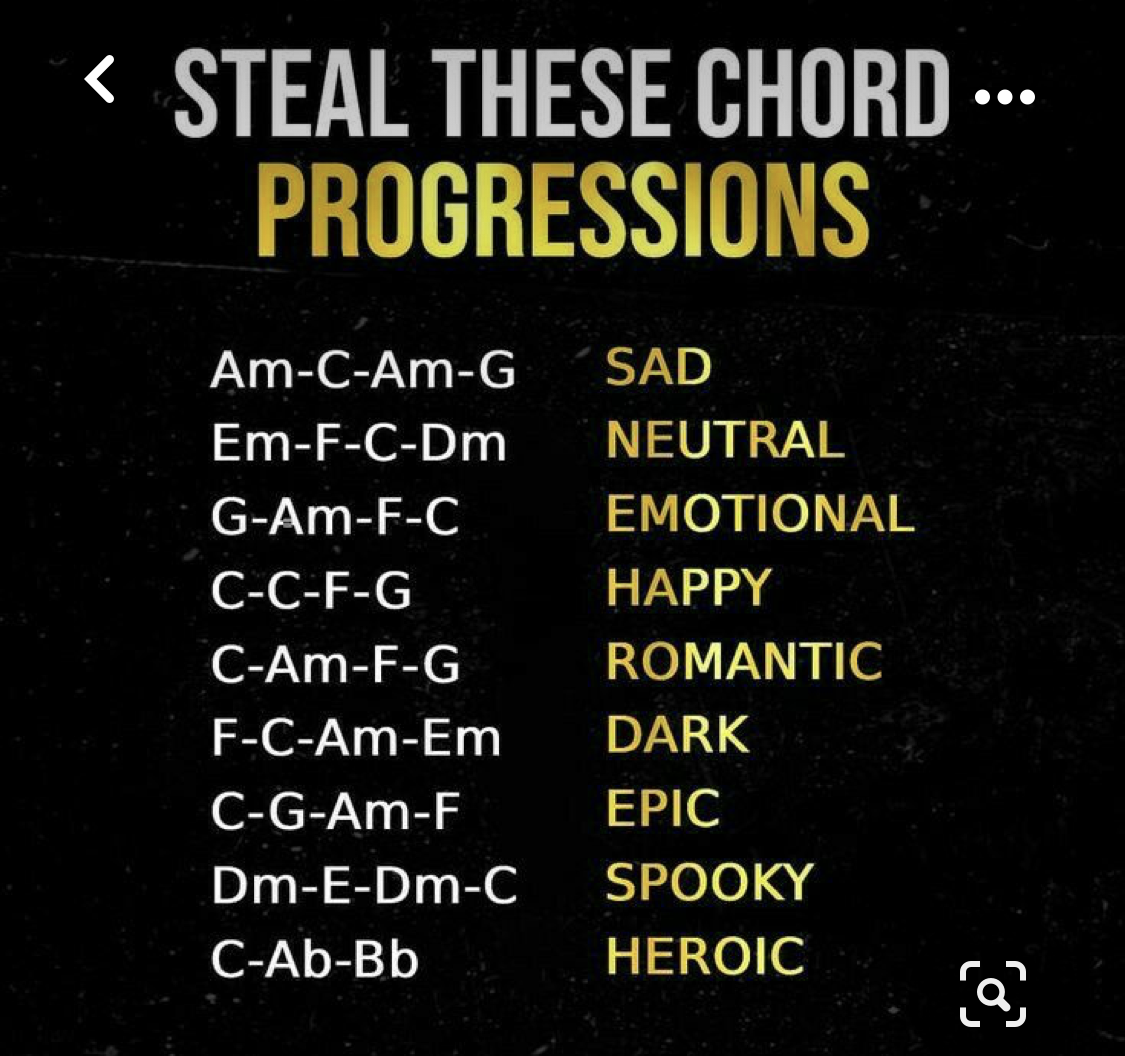 STEAL THESE CHORD
PROGRESSIONS
Am-C-Am-G SAD
Em-F-C-Dm NEUTRAL
G-Am-F-C EMOTIONAL
C-C-F-G HAPPY
C-Am-F-G ROMANTIC
F-C-Am-Em DARK
C-G-Am-F EPIC
Dm-E-Dm-C SPOOKY
C-Ab-Bb HEROIC